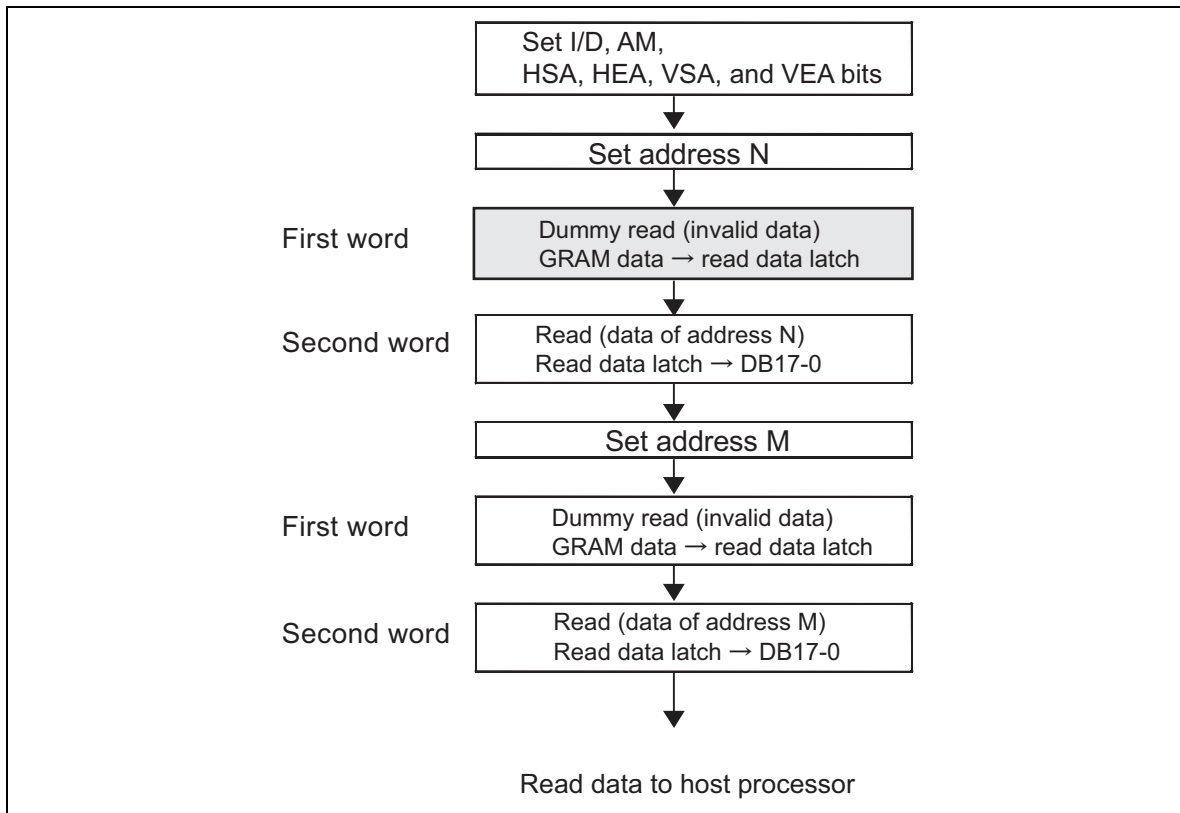 Set I/D, AM,
HSA, HEA, VSA, and VEA bits
Set address N
First word
Dummy read (invalid data)
GRAM data → read data latch
Second word
Read (data of address N)
Read data latch → DB17-0
Set address M
First word
Dummy read (invalid data)
GRAM data → read data latch
Second word
Read (data of address M)
Read data latch → DB17-0
Read data to host processor